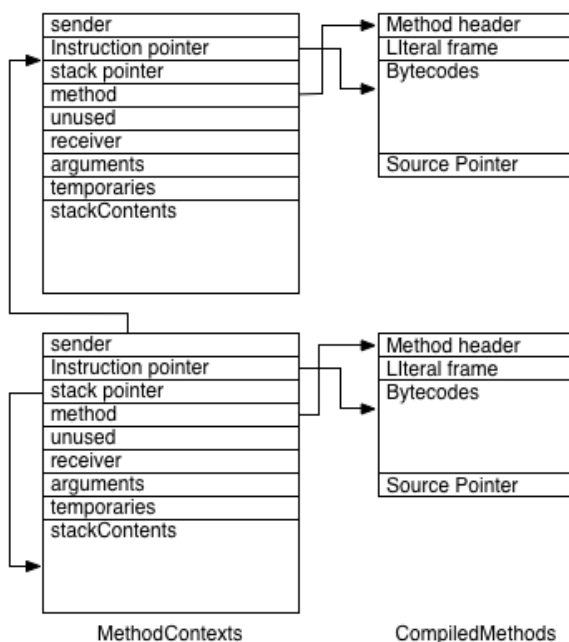 sender
Instruction pointer
stack pointer
method
unused
receiver
arguments
temporaries
stackContents
Method header
LIteral frame
Bytecodes
Source Pointer
sender
Instruction pointer
stack pointer
method
unused
receiver
arguments
temporaries
stackContents
Method header
LIteral frame
Bytecodes
Source Pointer
MethodContexts
CompiledMethods